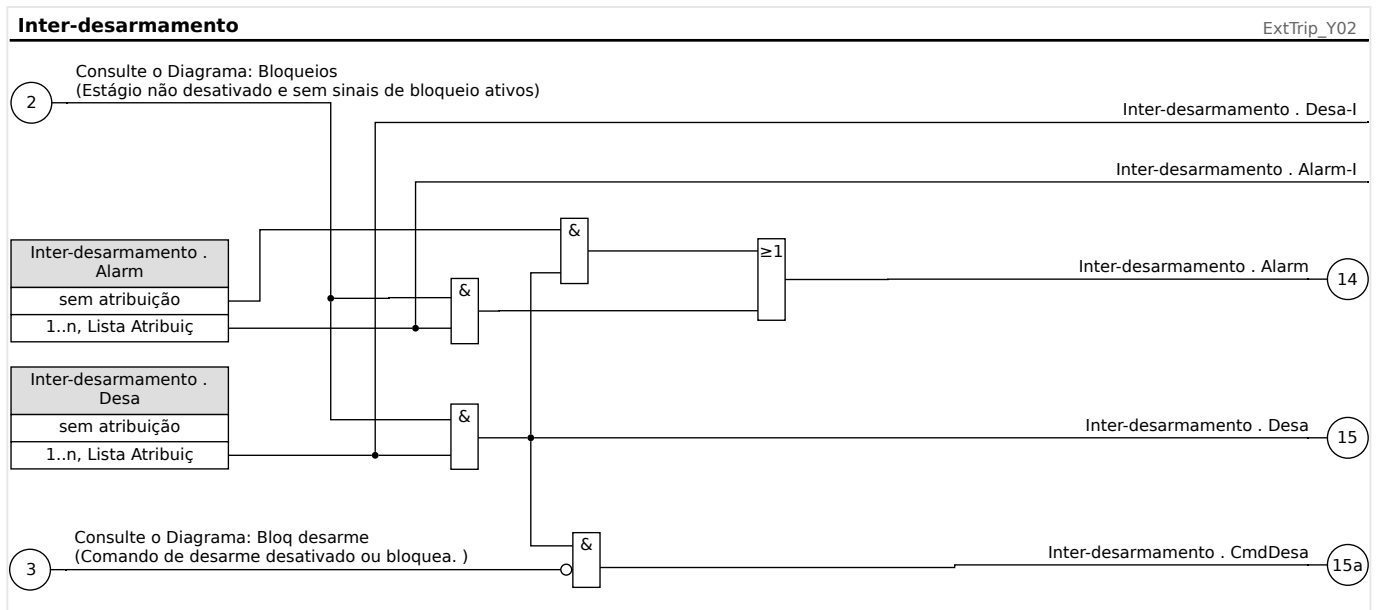 Inter-desarmamento
ExtTrip_Y02
Consulte o Diagrama: Bloqueios
(Estágio não desativado e sem sinais de bloqueio ativos)
2
Inter-desarmamento . Desa-I
Inter-desarmamento . Alarm-I
&
≥1
Inter-desarmamento .
Alarm
sem atribuição
1..n, Lista Atribuiç
&
Inter-desarmamento . Alarm
14
Inter-desarmamento .
Desa
sem atribuição
1..n, Lista Atribuiç
&
Inter-desarmamento . Desa
15
Consulte o Diagrama: Bloq desarme
(Comando de desarme desativado ou bloquea. )
3
&
Inter-desarmamento . CmdDesa
15a